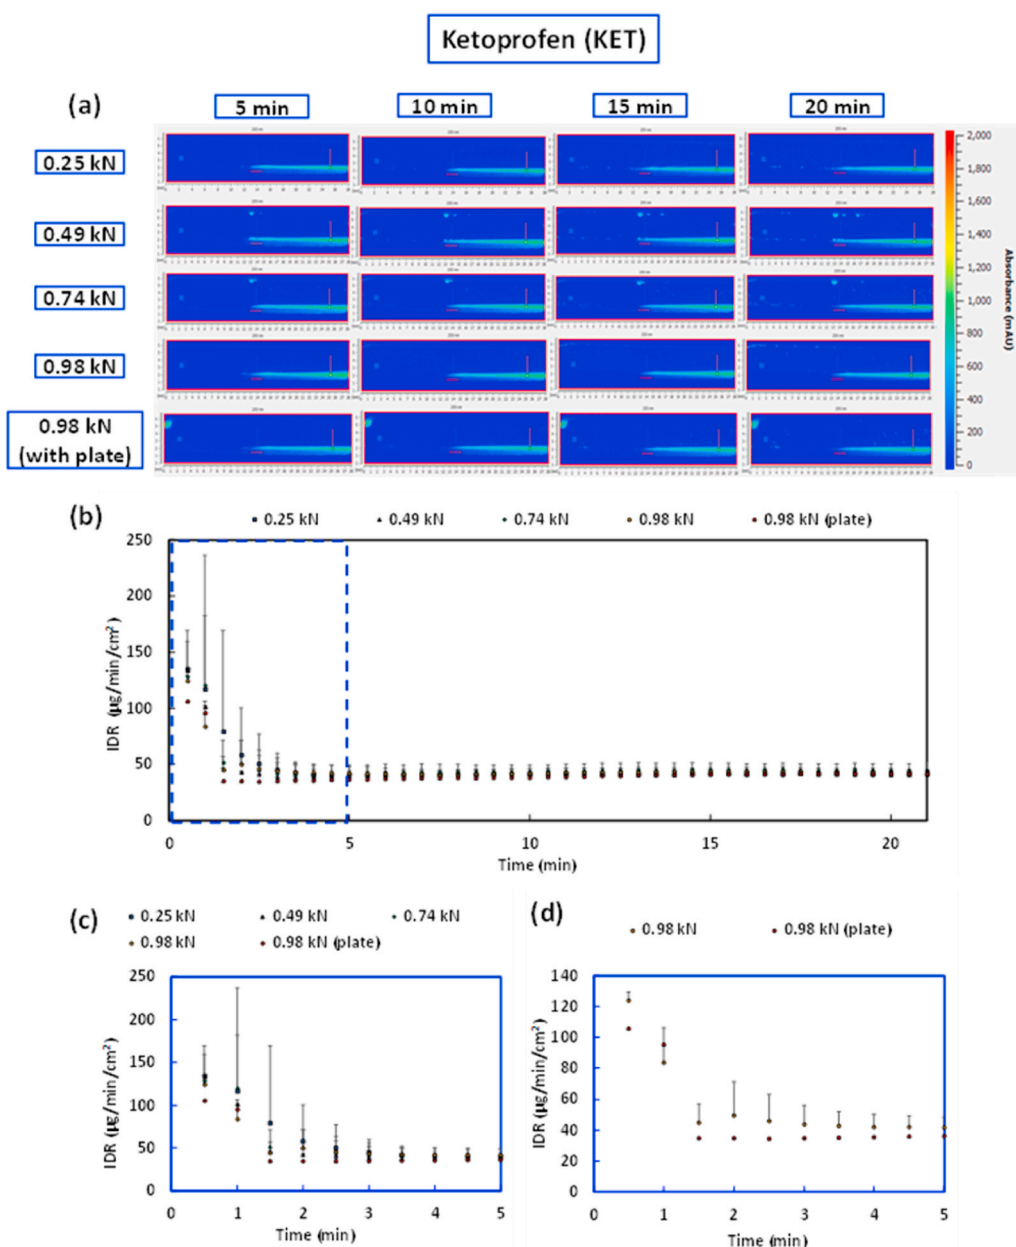 Ketoprofen (KET)
(a)
5 min 10 min 15 min 20 min
0.25 kN
0.49 kN
0.74 kN
0.98 kN
0.98 kN
(with plate)
2,000
1,800
1,600
1,400
1,200
1,000
800
600
400
200
0
Absorbance (mAU)
(b)
0.25 kN 0.49 kN 0.74 kN 0.98 kN 0.98 kN (plate)
250
200
150
100
50
0
IDR (µg/min/cm²)
0 5 10 15 20
Time (min)
(c)
0.25 kN 0.49 kN 0.74 kN
0.98 kN 0.98 kN (plate)
250
200
150
100
50
0
IDR (µg/min/cm²)
0 1 2 3 4 5
Time (min)
(d)
0.98 kN 0.98 kN (plate)
140
120
100
80
60
40
20
0
IDR (µg/min/cm²)
0 1 2 3 4 5
Time (min)